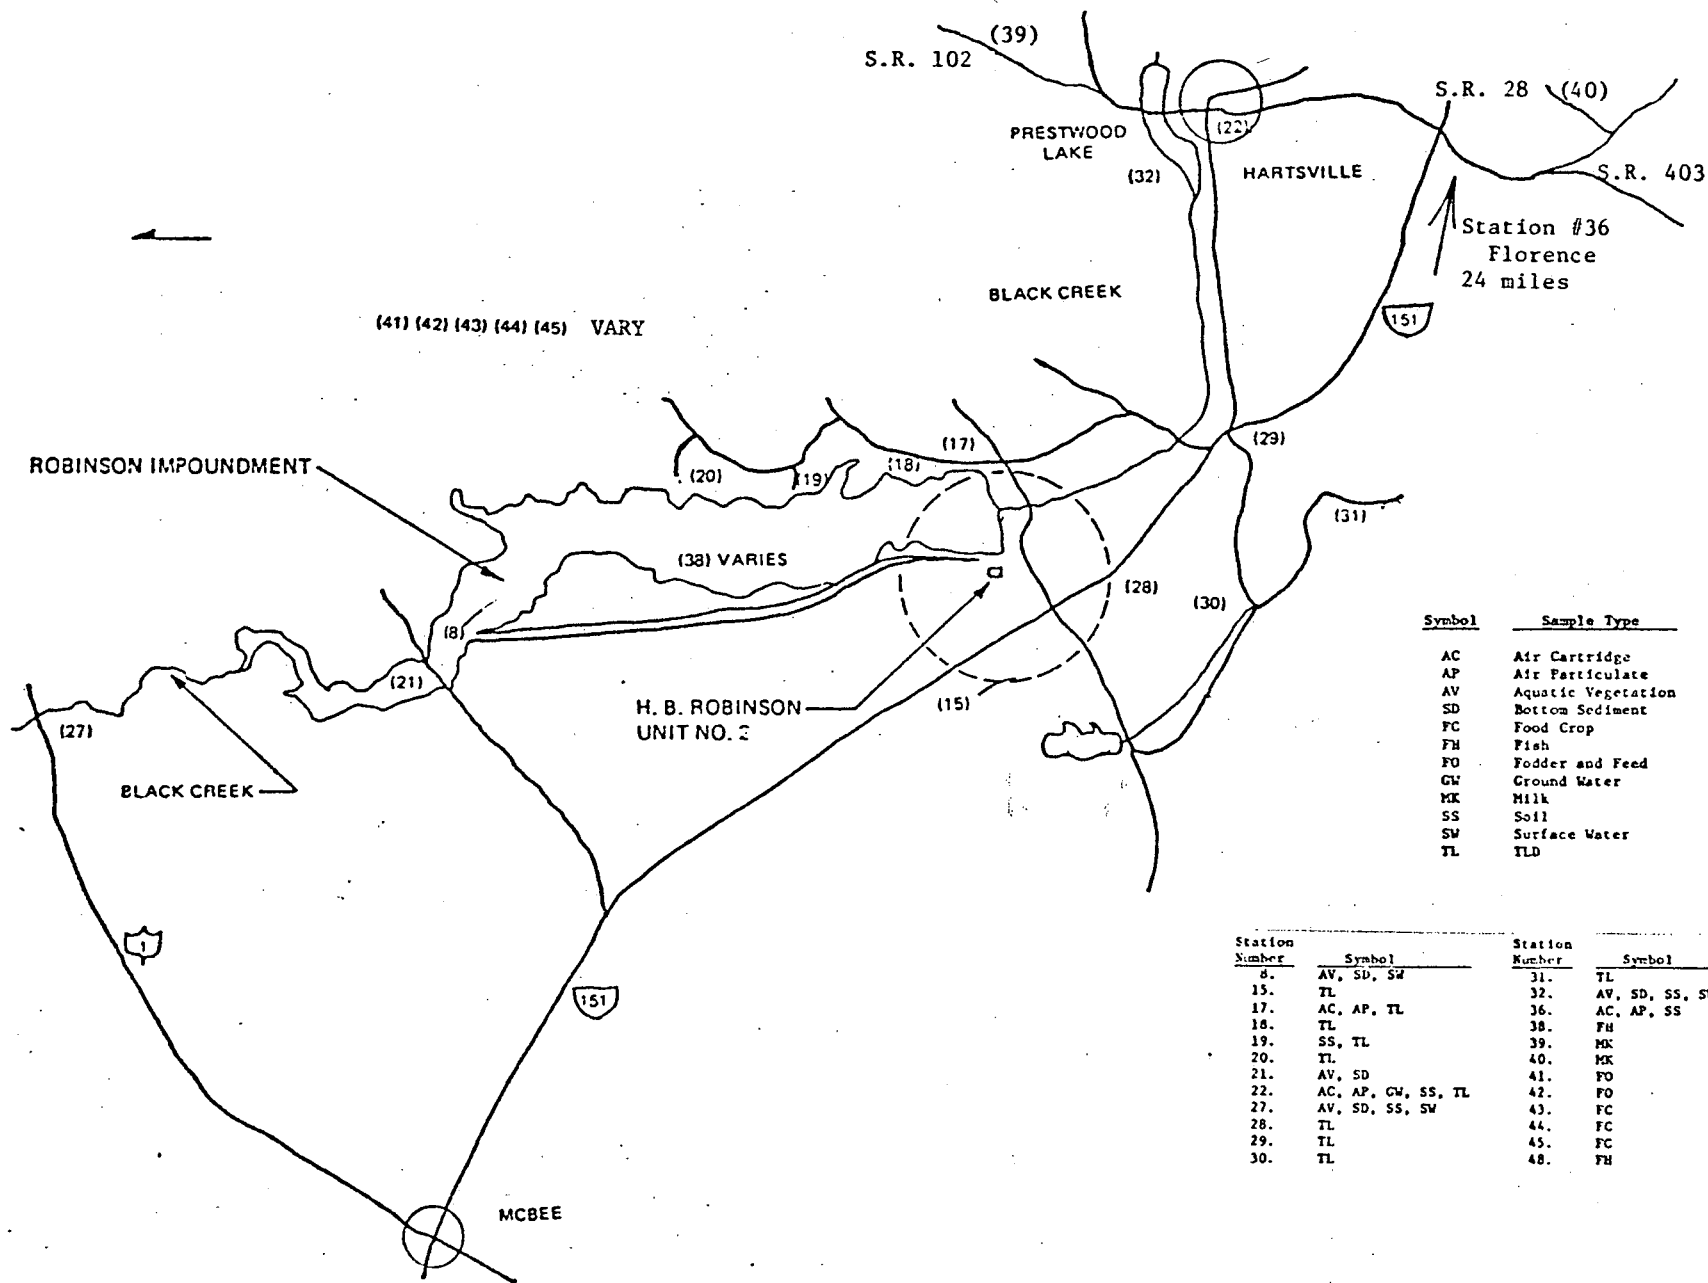 (39)
S.R. 102
S.R. 28 (40)
PRESTWOOD
LAKE
(22)
(32)
HARTSVILLE
S.R. 403
Station #36
Florence
24 miles
BLACK CREEK
151
(41) (42) (43) (44) (45) VARY
(29)
(17)
(18)
(20)
(19)
ROBINSON IMPOUNDMENT
(31)
(38) VARIES
(28)
(30)
(8)
(21)
(15)
H. B. ROBINSON
UNIT NO. 2
(27)
BLACK CREEK
1
151
MCBEE
Symbol Sample Type
AC Air Cartridge
AP Air Particulate
AV Aquatic Vegetation
SD Bottom Sediment
FC Food Crop
FH Fish
FO Fodder and Feed
GW Ground Water
MK Milk
SS Soil
SW Surface Water
TL TLD
Station Station
Number Symbol Number Symbol
8. AV, SD, SW 31. TL
15. TL 32. AV, SD, SS, SW
17. AC, AP, TL 36. AC, AP, SS
18. TL 38. FH
19. SS, TL 39. MK
20. TL 40. MK
21. AV, SD 41. FO
22. AC, AP, GW, SS, TL 42. FO
27. AV, SD, SS, SW 43. FC
28. TL 44. FC
29. TL 45. FC
30. TL 48. FH